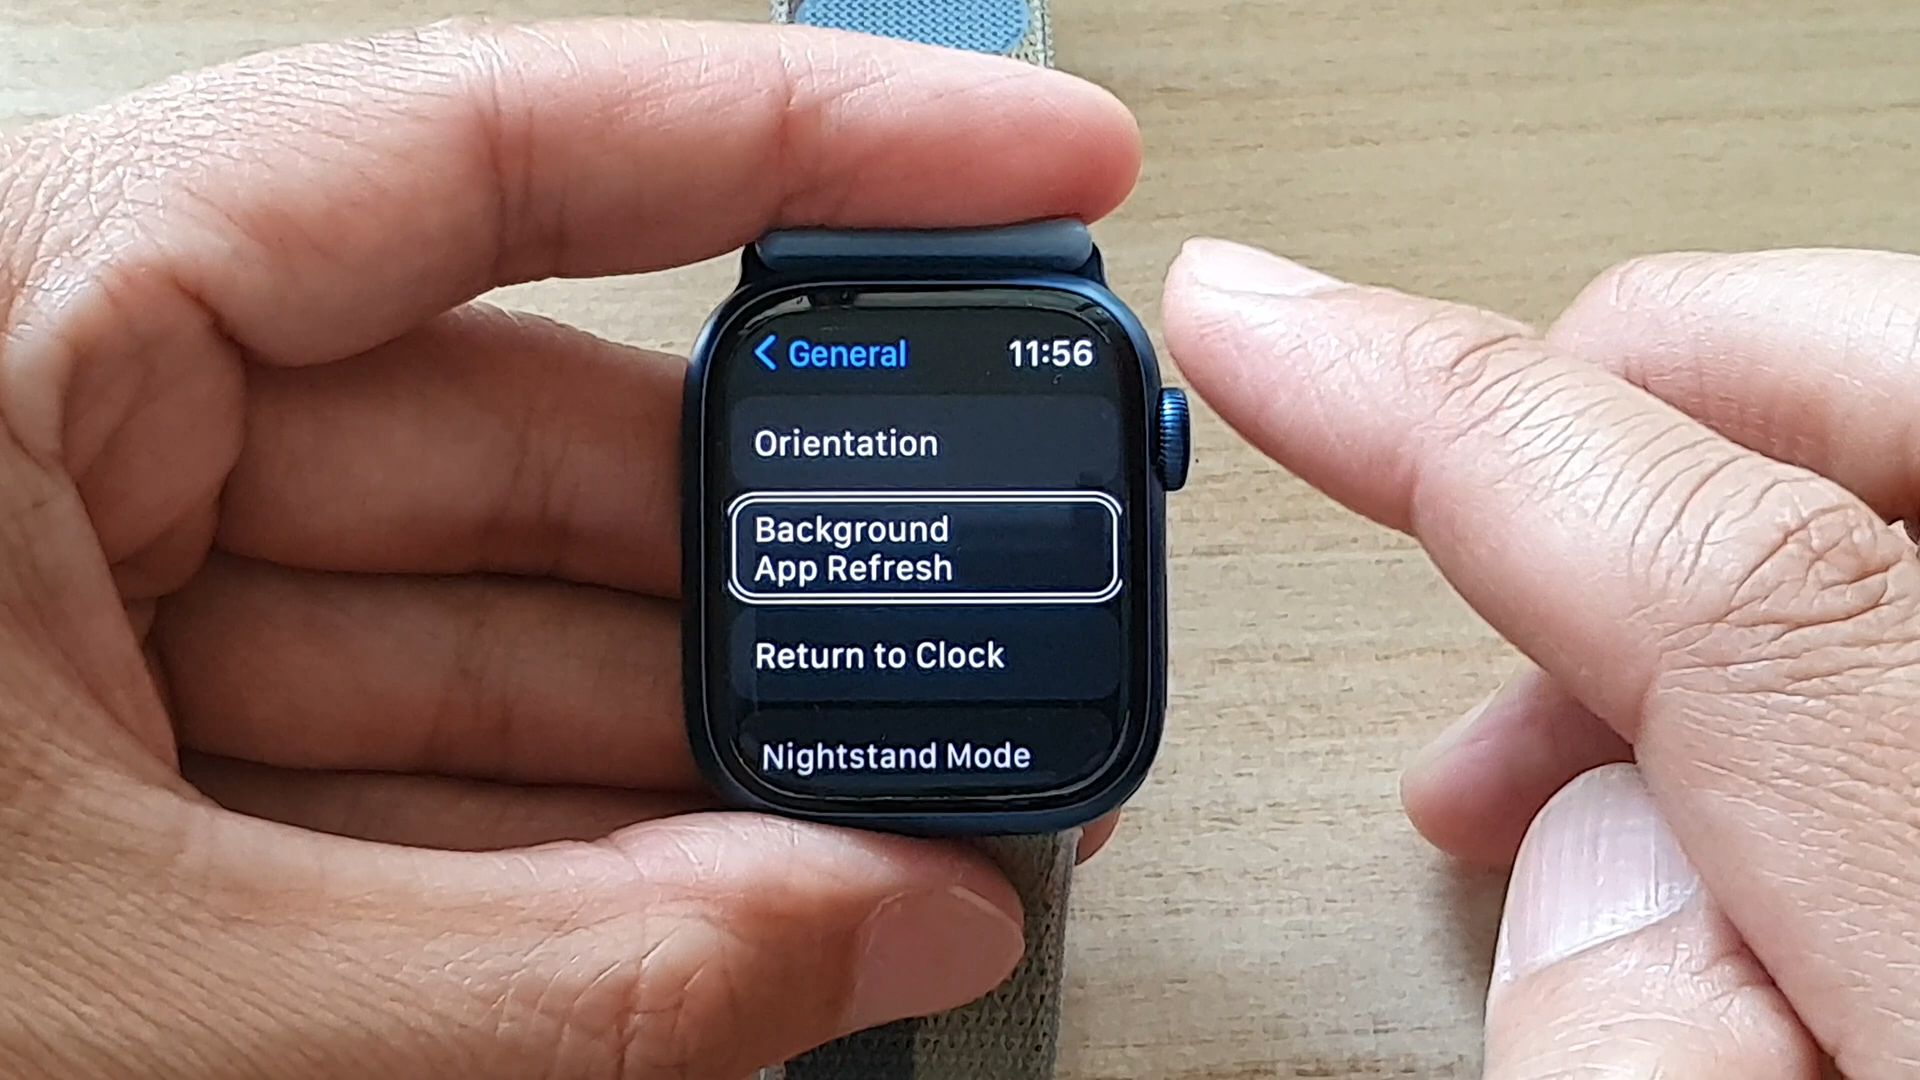 General
11:56
Orientation
Background
App Refresh
Return to Clock
Nightstand Mode